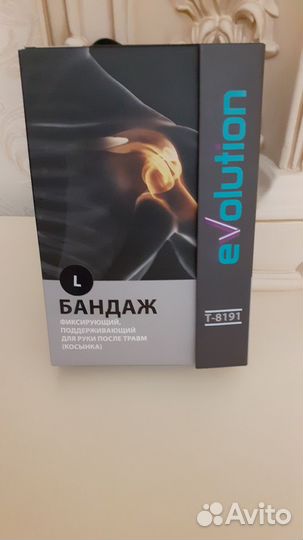 L
БАНДАЖ
ФИКСИРУЮЩИЙ,
ПОДДЕРЖИВАЮЩИЙ
ДЛЯ РУКИ ПОСЛЕ ТРАВМ
(КОСЫНКА)
evolution
T-8191
Avito